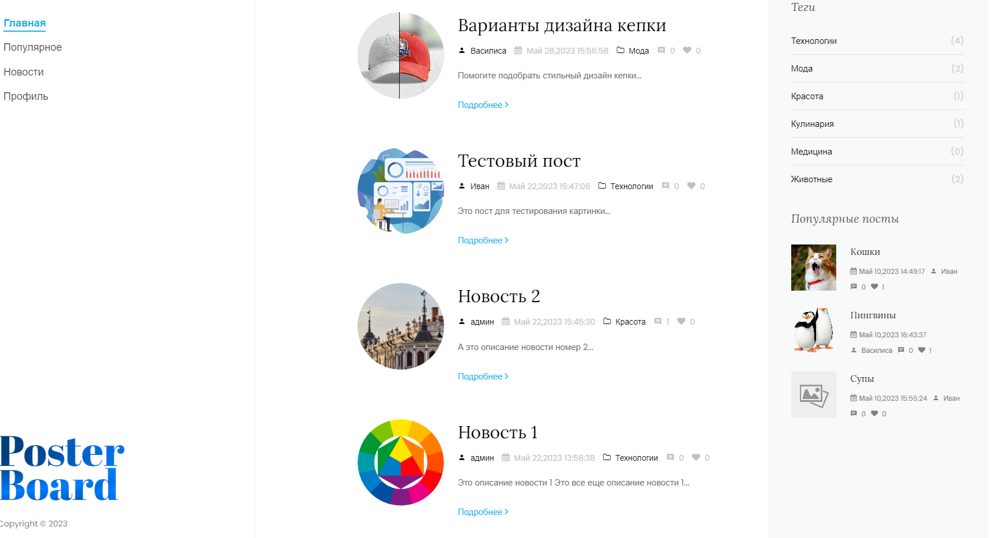 Главная
Популярное
Новости
Профиль
Poster
Board
Copyright © 2023
Варианты дизайна кепки
Василиса Май 28,2023 15:56:58 Мода 0 0
Помогите подобрать стильный дизайн кепки...
Подробнее
Тестовый пост
Иван Май 22,2023 15:47:06 Технологии 0 0
Это пост для тестирования картинки...
Подробнее
Новость 2
админ Май 22,2023 15:45:30 Красота 1 0
А это описание новости номер 2...
Подробнее
Новость 1
админ Май 22,2023 13:58:38 Технологии 0 0
Это описание новости 1 Это все еще описание новости 1...
Подробнее
Теги
Технологии (4)
Мода (2)
Красота (1)
Кулинария (1)
Медицина (0)
Животные (2)
Популярные посты
Кошки
Май 10,2023 14:49:17 Иван
0 1
Пингвины
Май 10,2023 16:43:37
Василиса 0 1
Супы
Май 10,2023 15:55:24 Иван
0 0